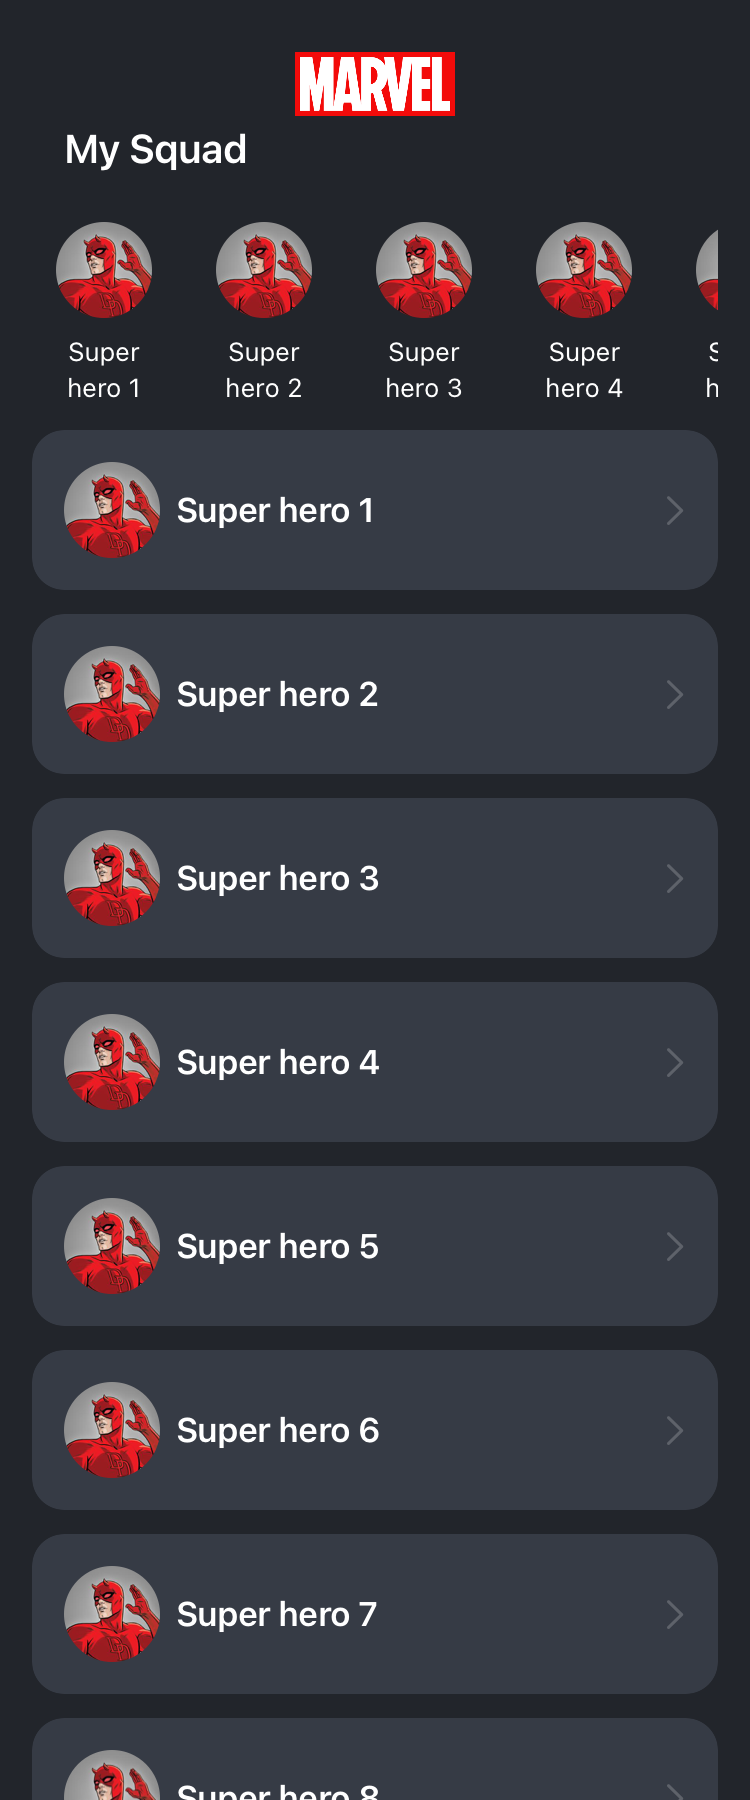 MARVEL
My Squad
Super
hero 1
Super
hero 2
Super
hero 3
Super
hero 4
S
h
Super hero 1
Super hero 2
Super hero 3
Super hero 4
Super hero 5
Super hero 6
Super hero 7
Super hero 8